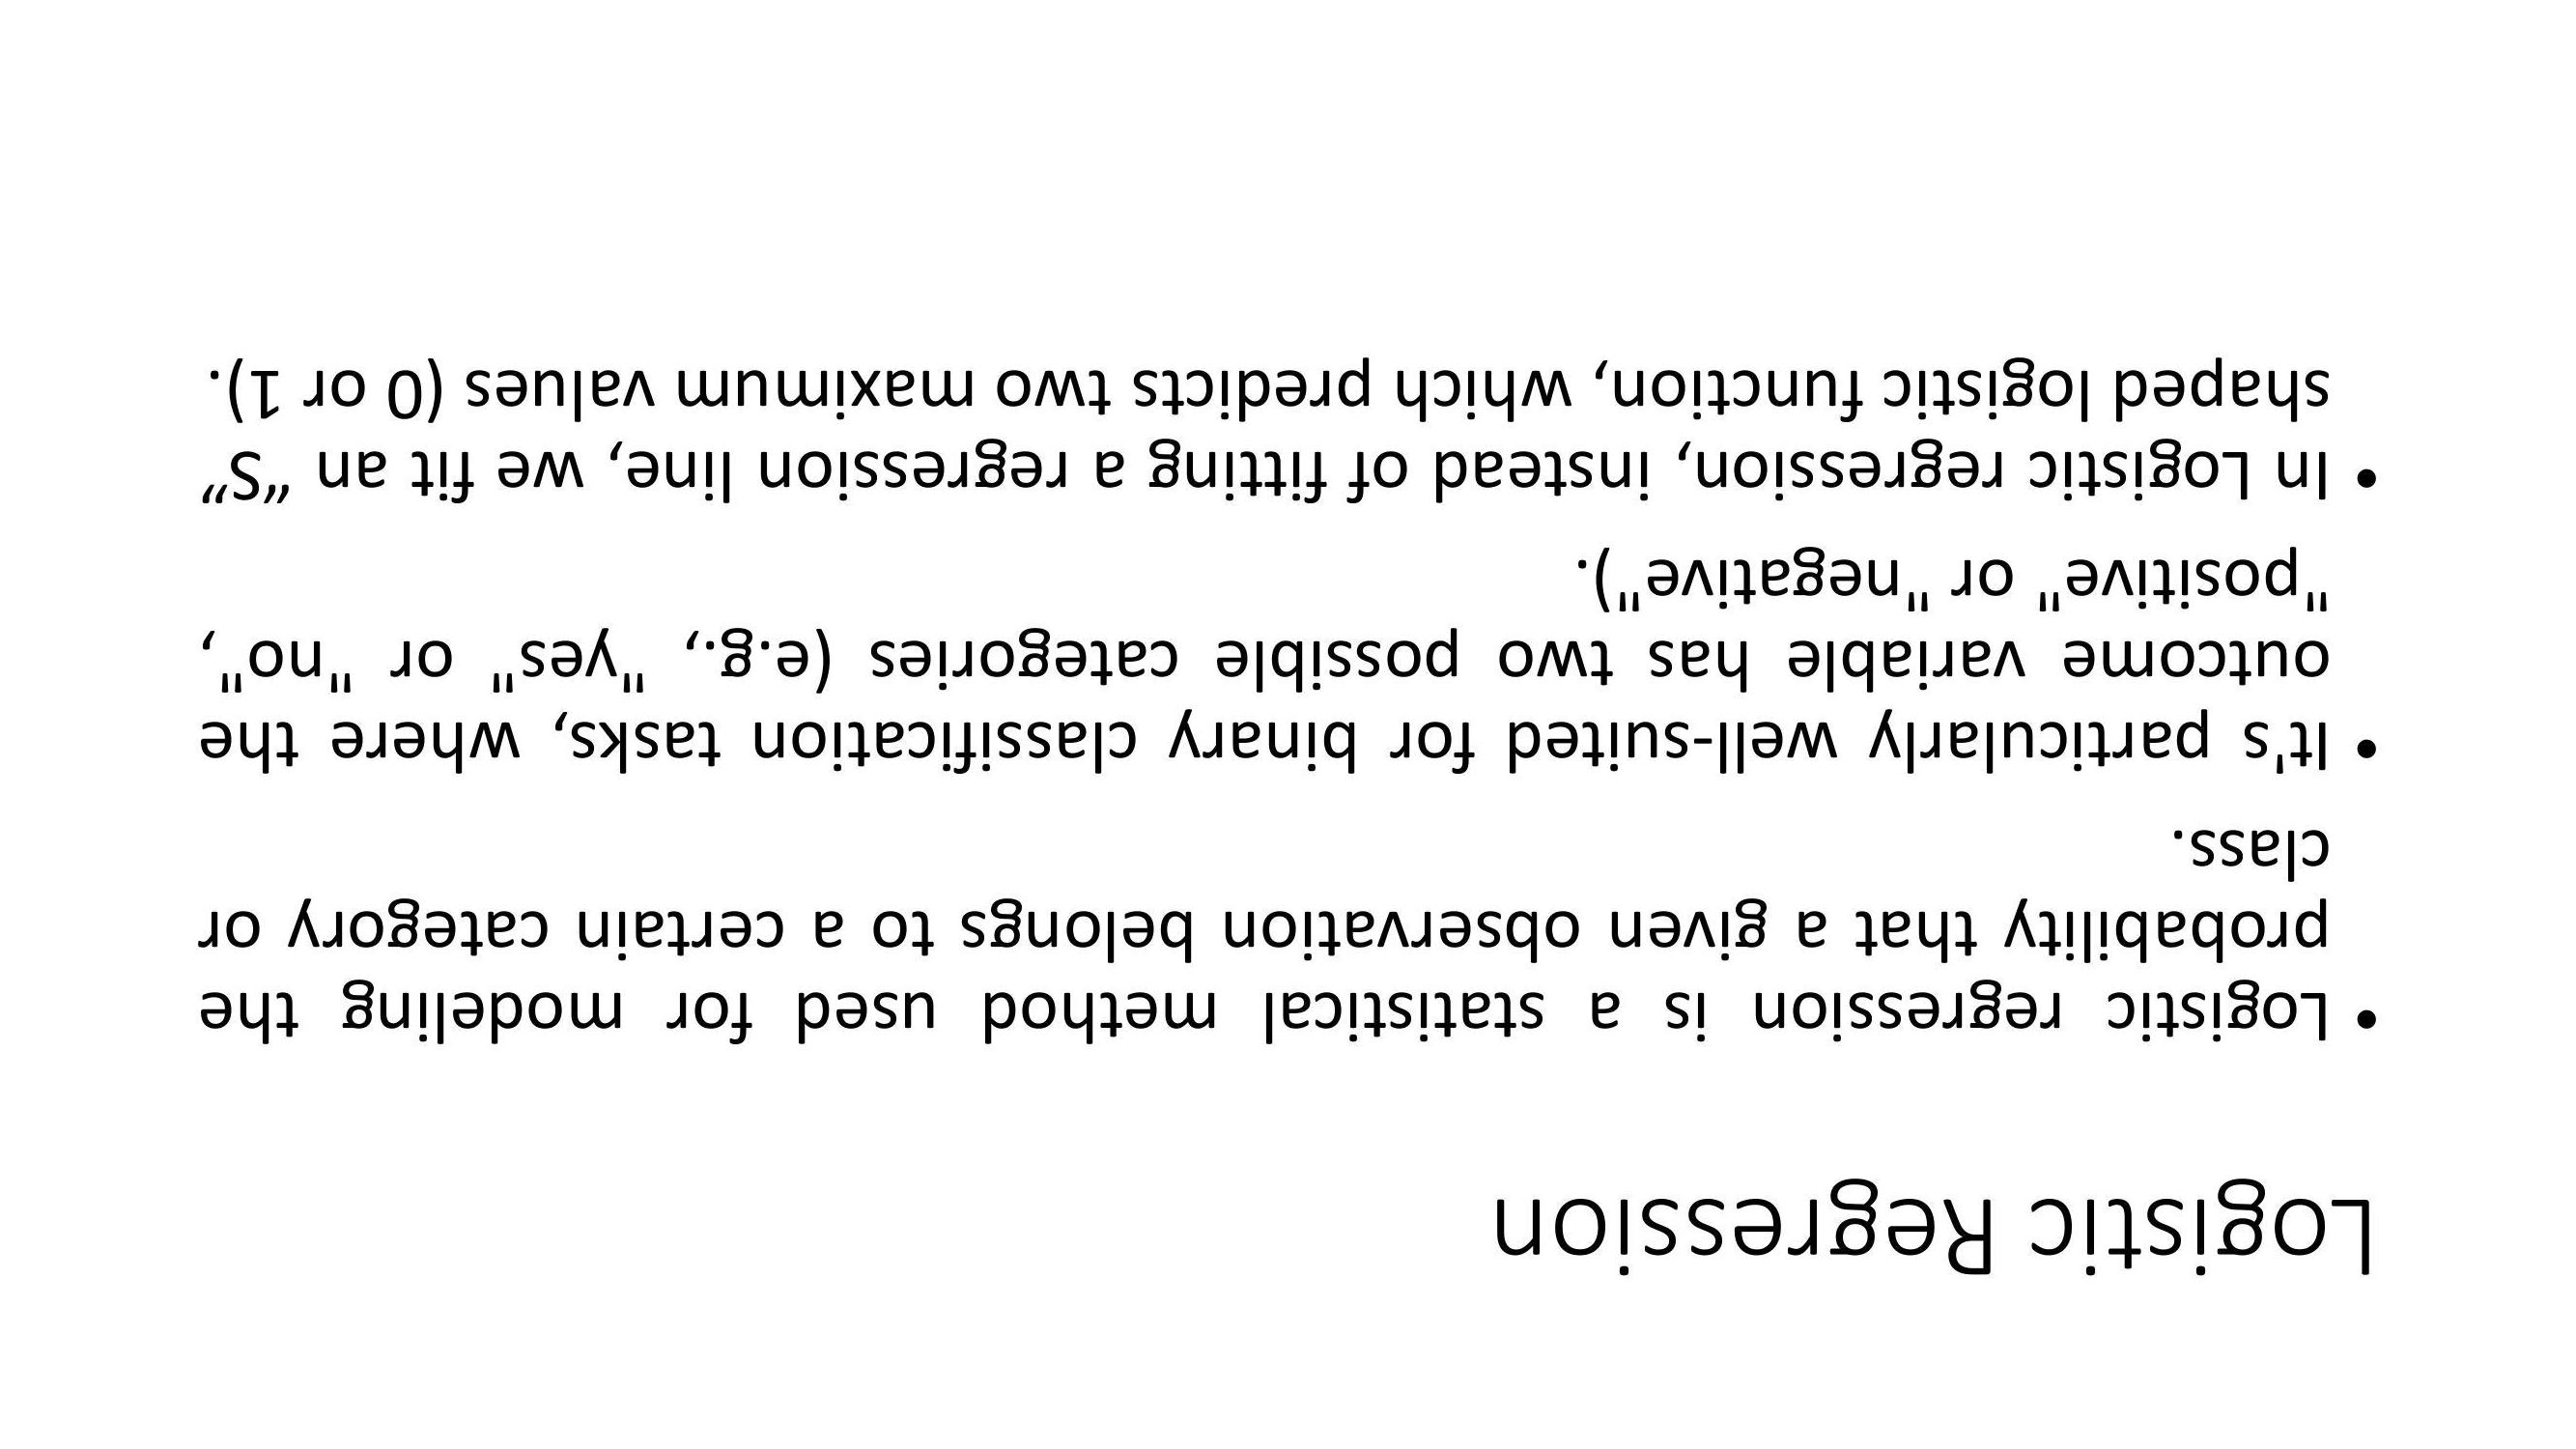 Logistic Regression
• Logistic regression is a statistical method used for modeling the
probability that a given observation belongs to a certain category or
class.
• It's particularly well-suited for binary classification tasks, where the
outcome variable has two possible categories (e.g., "yes" or "no",
"positive" or "negative").
• In Logistic regression, instead of fitting a regression line, we fit an “S”
shaped logistic function, which predicts two maximum values (0 or 1).